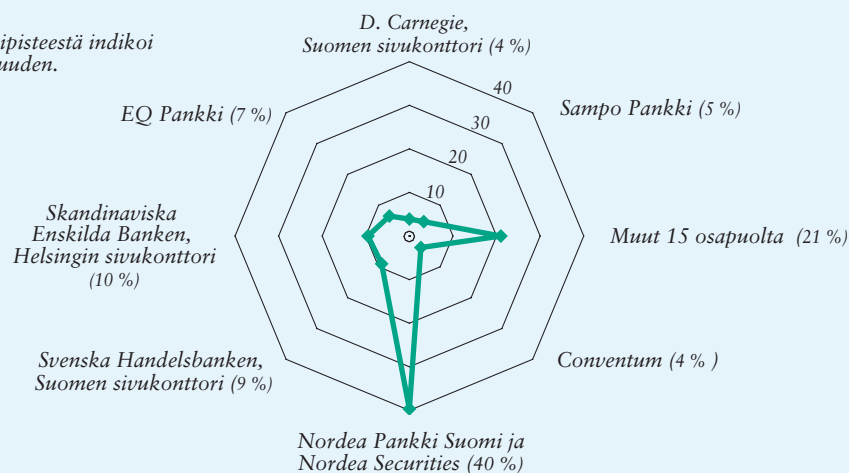 ipisteestä indikoi
uuden.
D. Carnegie,
Suomen sivukonttori (4 %)
40
30
20
10
Sampo Pankki (5 %)
Muut 15 osapuolta (21 %)
Conventum (4 % )
Nordea Pankki Suomi ja
Nordea Securities (40 %)
Svenska Handelsbanken,
Suomen sivukonttori (9 %)
Skandinaviska
Enskilda Banken,
Helsingin sivukonttori
(10 %)
EQ Pankki (7 %)